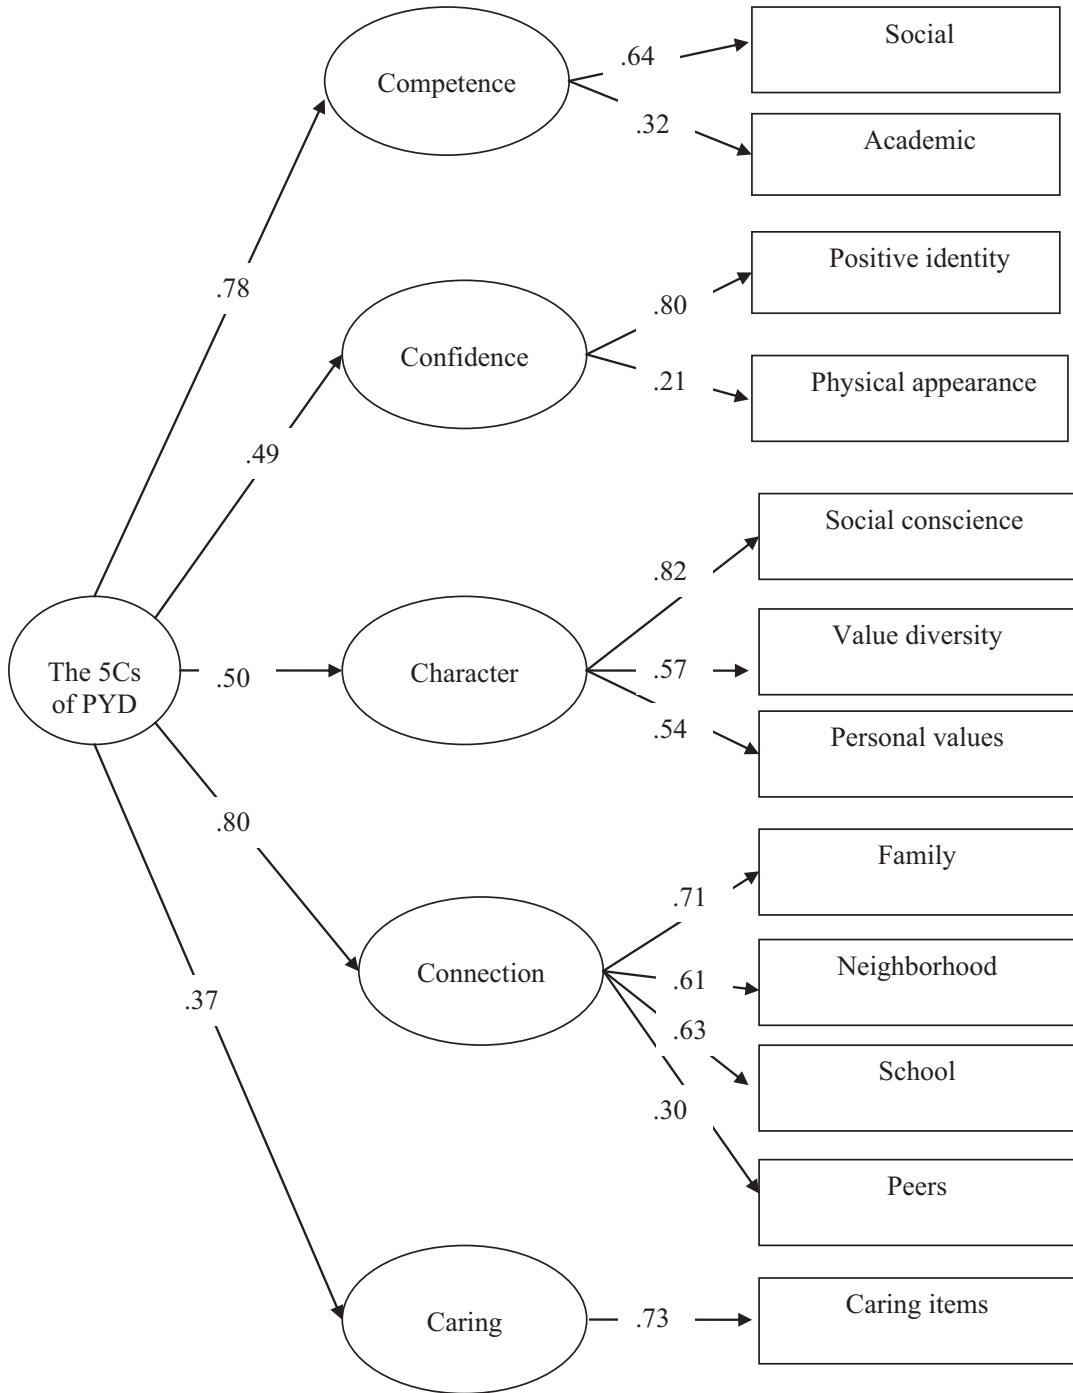 Social
.64
Competence
.32
Academic
Positive identity
.78
.80
Confidence
.21
Physical appearance
.49
Social conscience
.82
Value diversity
The 5Cs
of PYD
.50
Character
.57
.54
Personal values
.80
Family
.71
Neighborhood
Connection
.61
.37
.63
School
.30
Peers
Caring
.73
Caring items